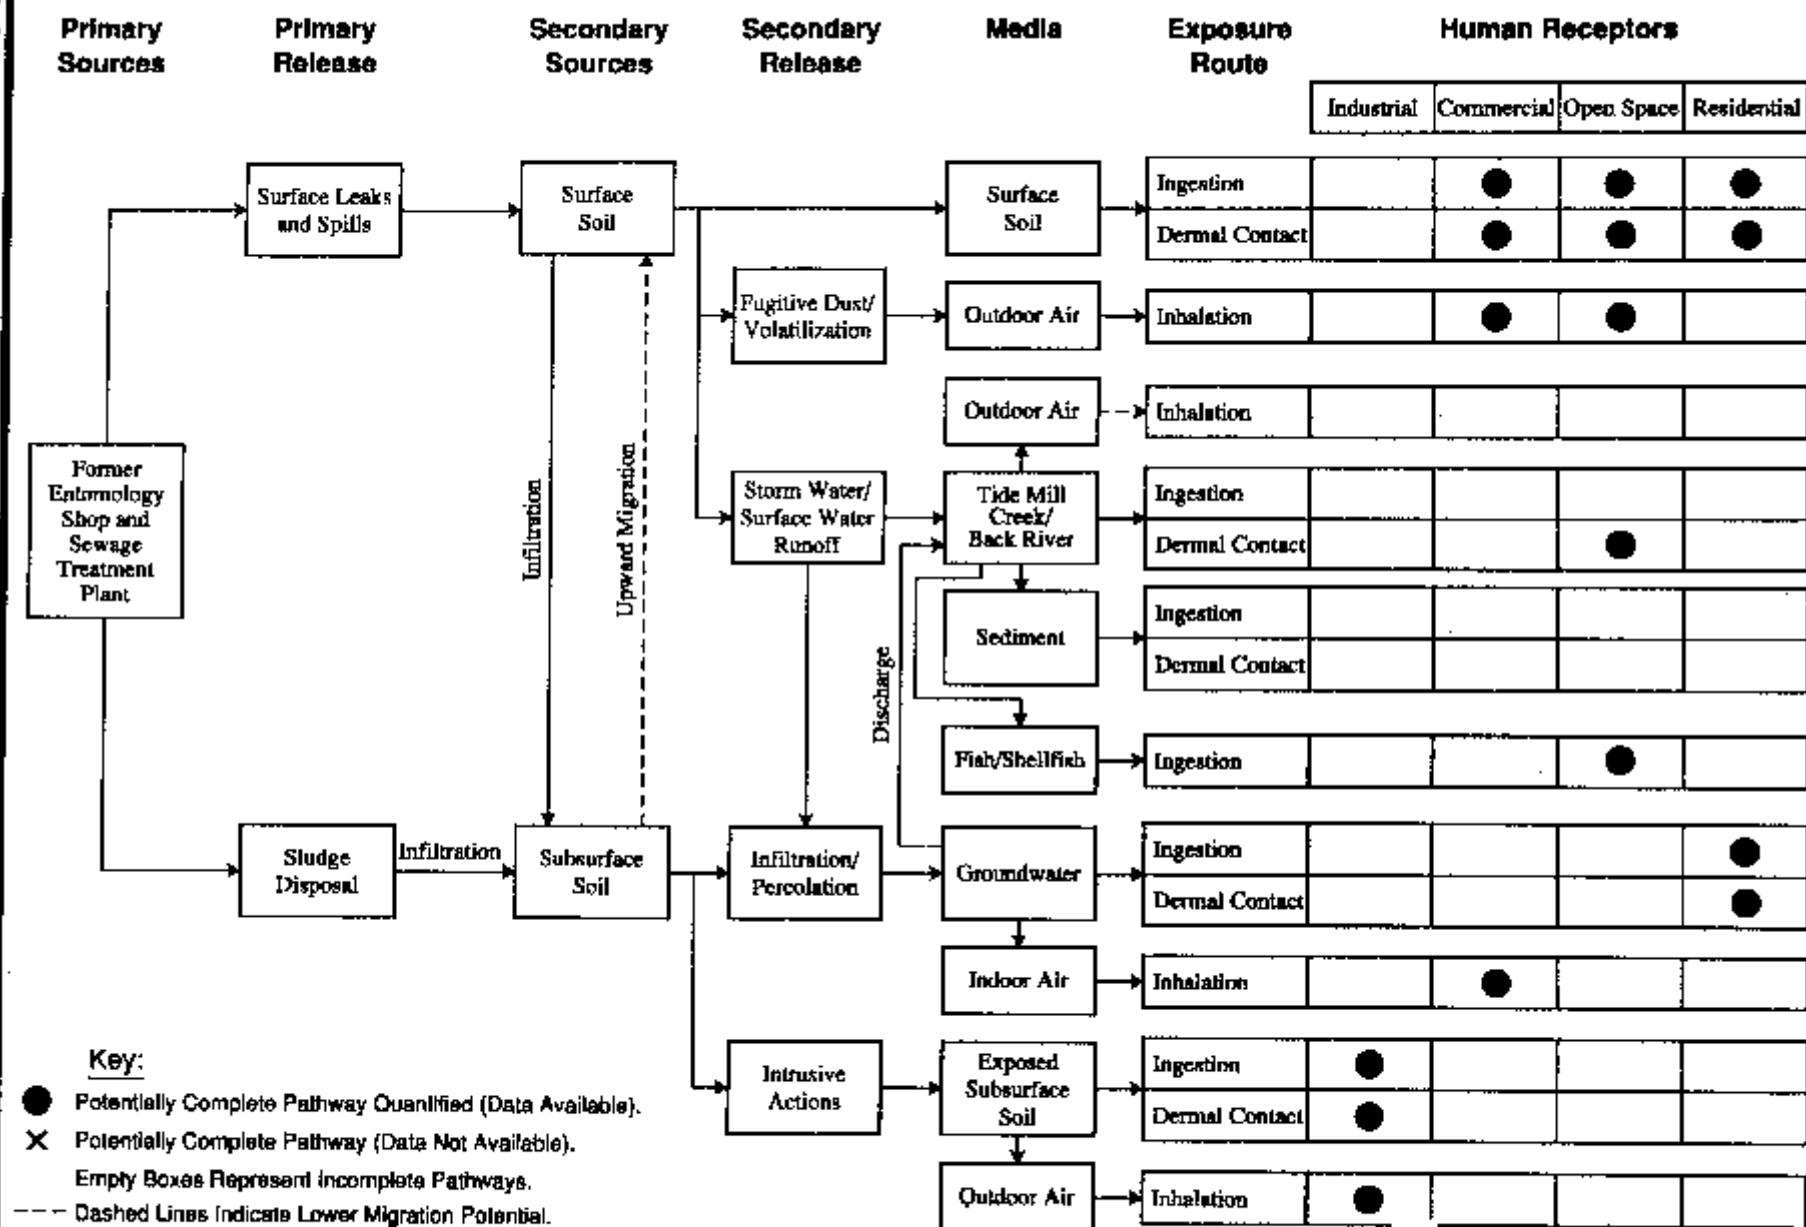 Primary Sources
Primary Release
Secondary Sources
Secondary Release
Media
Exposure Route
Human Receptors
Industrial
Commercial
Open Space
Residential
Surface Leaks
and Spills
Surface
Soil
Surface
Soil
Ingestion
Dermal Contact
Fugitive Dust/
Volatilization
Outdoor Air
Inhalation
Outdoor Air
Inhalation
Former
Entomology
Shop and
Sewage
Treatment
Plant
Infiltration
Upward Migration
Storm Water/
Surface Water
Runoff
Tide Mill
Creek/
Back River
Ingestion
Dermal Contact
Discharge
Sediment
Ingestion
Dermal Contact
Fish/Shellfish
Ingestion
Sludge
Disposal
Infiltration
Subsurface
Soil
Infiltration/
Percolation
Groundwater
Ingestion
Dermal Contact
Indoor Air
Inhalation
Intrusive
Actions
Exposed
Subsurface
Soil
Ingestion
Dermal Contact
Outdoor Air
Inhalation
Key:
Potentially Complete Pathway Quantified (Data Available).
X Potentially Complete Pathway (Data Not Available).
Empty Boxes Represent Incomplete Pathways.
--- Dashed Lines Indicate Lower Migration Potential.